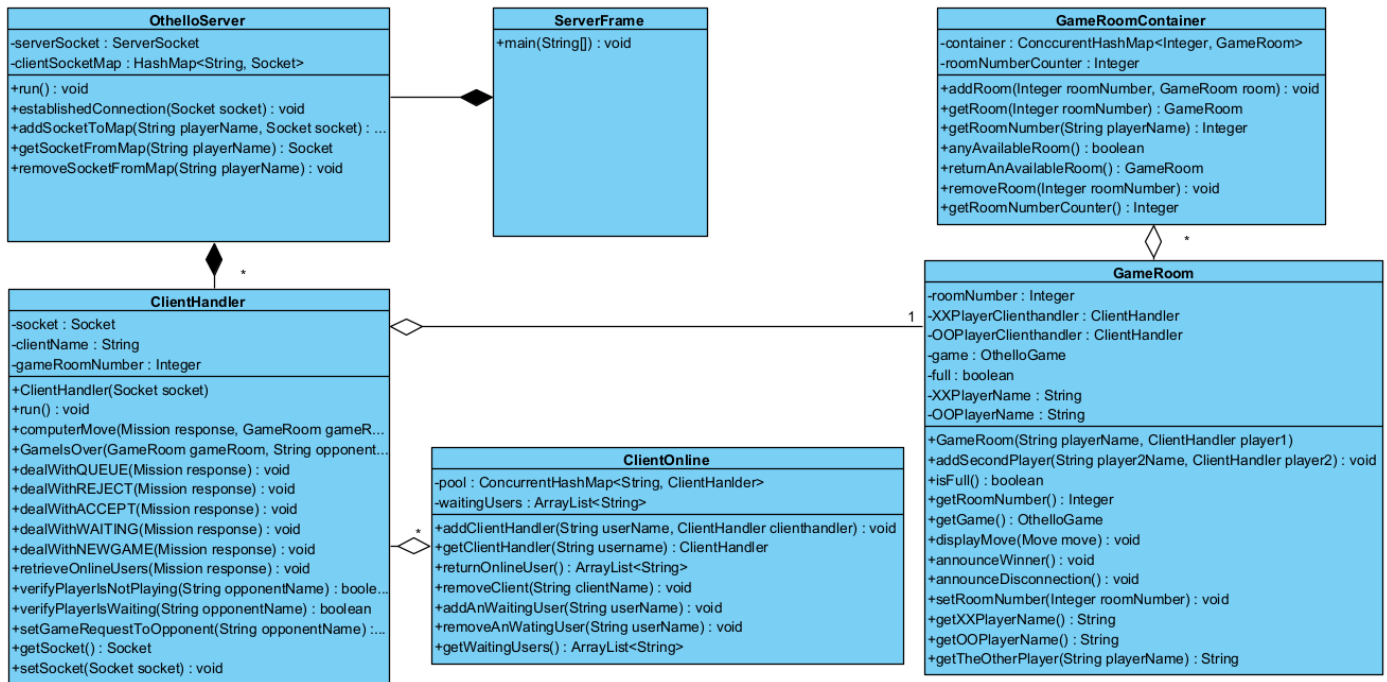 OthelloServer
-serverSocket : ServerSocket
-clientSocketMap : HashMap<String, Socket>
+run() : void
+establishedConnection(Socket socket) : void
+addSocketToMap(String playerName, Socket socket) : ...
+getSocketFromMap(String playerName) : Socket
+removeSocketFromMap(String playerName) : void
ServerFrame
+main(String[]) : void
GameRoomContainer
-container : ConccurentHashMap<Integer, GameRoom>
-roomNumberCounter : Integer
+addRoom(Integer roomNumber, GameRoom room) : void
+getRoom(Integer roomNumber) : GameRoom
+getRoomNumber(String playerName) : Integer
+anyAvailableRoom() : boolean
+returnAnAvailableRoom() : GameRoom
+removeRoom(Integer roomNumber) : void
+getRoomNumberCounter() : Integer
*
*
ClientHandler
-socket : Socket
-clientName : String
-gameRoomNumber : Integer
+ClientHandler(Socket socket)
+run() : void
+computerMove(Mission response, GameRoom gameR...
+GameIsOver(GameRoom gameRoom, String opponent...
+dealWithQUEUE(Mission response) : void
+dealWithREJECT(Mission response) : void
+dealWithACCEPT(Mission response) : void
+dealWithWAITING(Mission response) : void
+dealWithNEWGAME(Mission response) : void
+retrieveOnlineUsers(Mission response) : void
+verifyPlayerIsNotPlaying(String opponentName) : boole...
+verifyPlayerIsWaiting(String opponentName) : boolean
+setGameRequestToOpponent(String opponentName) :...
+getSocket() : Socket
+setSocket(Socket socket) : void
1
*
ClientOnline
-pool : ConcurrentHashMap<String, ClientHanlder>
-waitingUsers : ArrayList<String>
+addClientHandler(String userName, ClientHandler clienthandler) : void
+getClientHandler(String username) : ClientHandler
+returnOnlineUser() : ArrayList<String>
+removeClient(String clientName) : void
+addAnWaitingUser(String userName) : void
+removeAnWatingUser(String userName) : void
+getWaitingUsers() : ArrayList<String>
GameRoom
-roomNumber : Integer
-XXPlayerClienthandler : ClientHandler
-OOPlayerClienthandler : ClientHandler
-game : OthelloGame
-full : boolean
-XXPlayerName : String
-OOPlayerName : String
+GameRoom(String playerName, ClientHandler player1)
+addSecondPlayer(String player2Name, ClientHandler player2) : void
+isFull() : boolean
+getRoomNumber() : Integer
+getGame() : OthelloGame
+displayMove(Move move) : void
+announceWinner() : void
+announceDisconnection() : void
+setRoomNumber(Integer roomNumber) : void
+getXXPlayerName() : String
+getOOPlayerName() : String
+getTheOtherPlayer(String playerName) : String